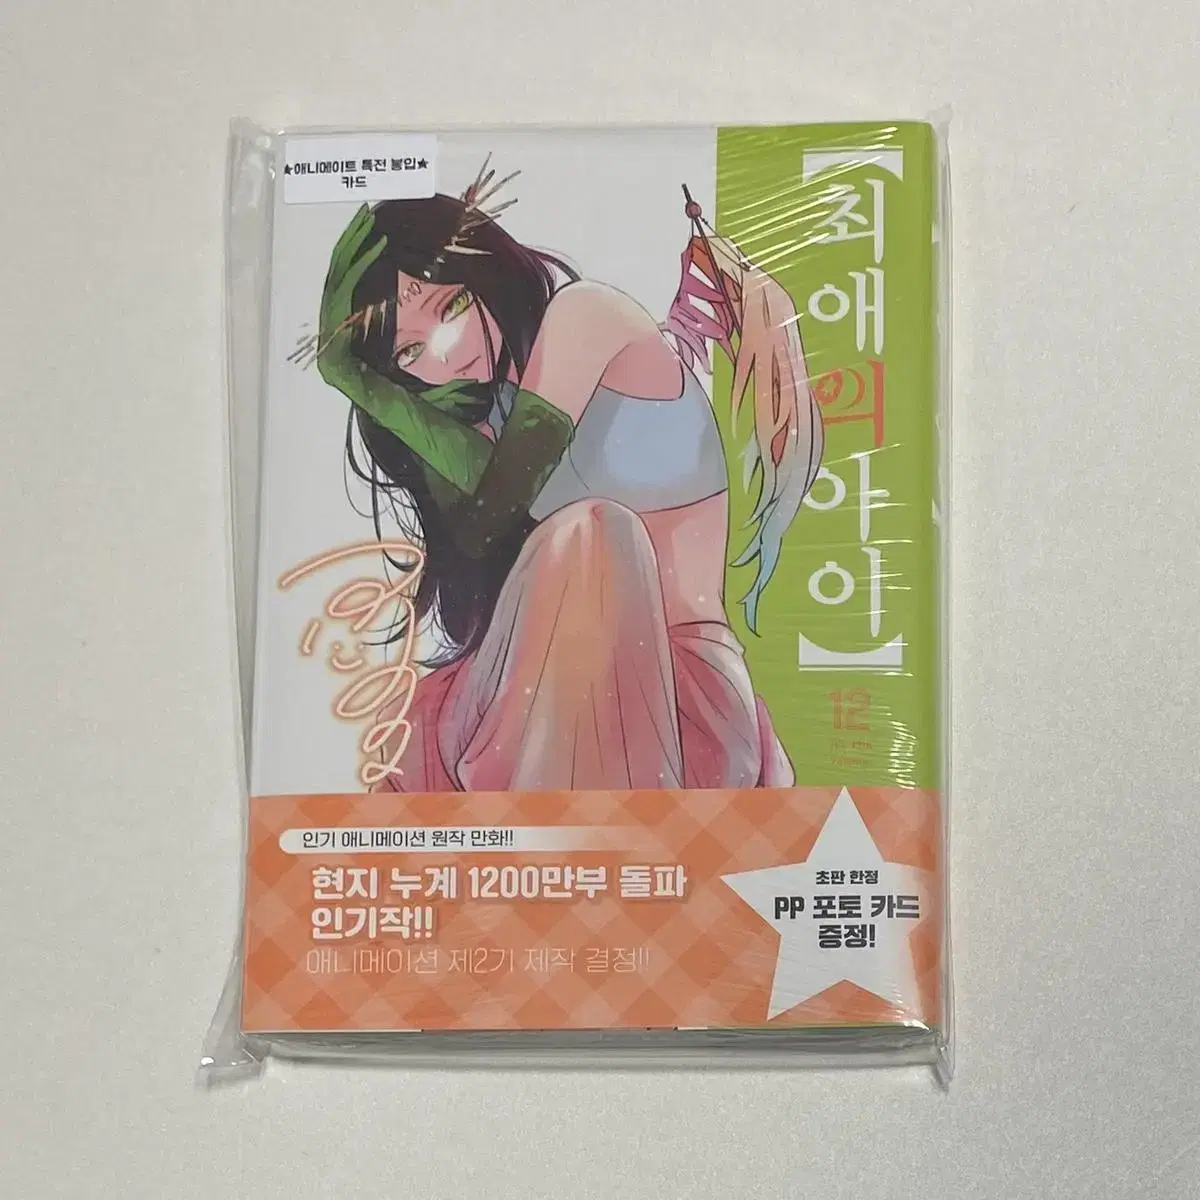 ★애니메이트 특전 봉입★
카드
【최애의 아이】
12
인기 애니메이션 원작 만화!!
현지 누계 1200만부 돌파
인기작!!
애니메이션 제2기 제작 결정!!
초판 한정
PP 포토 카드
증정!